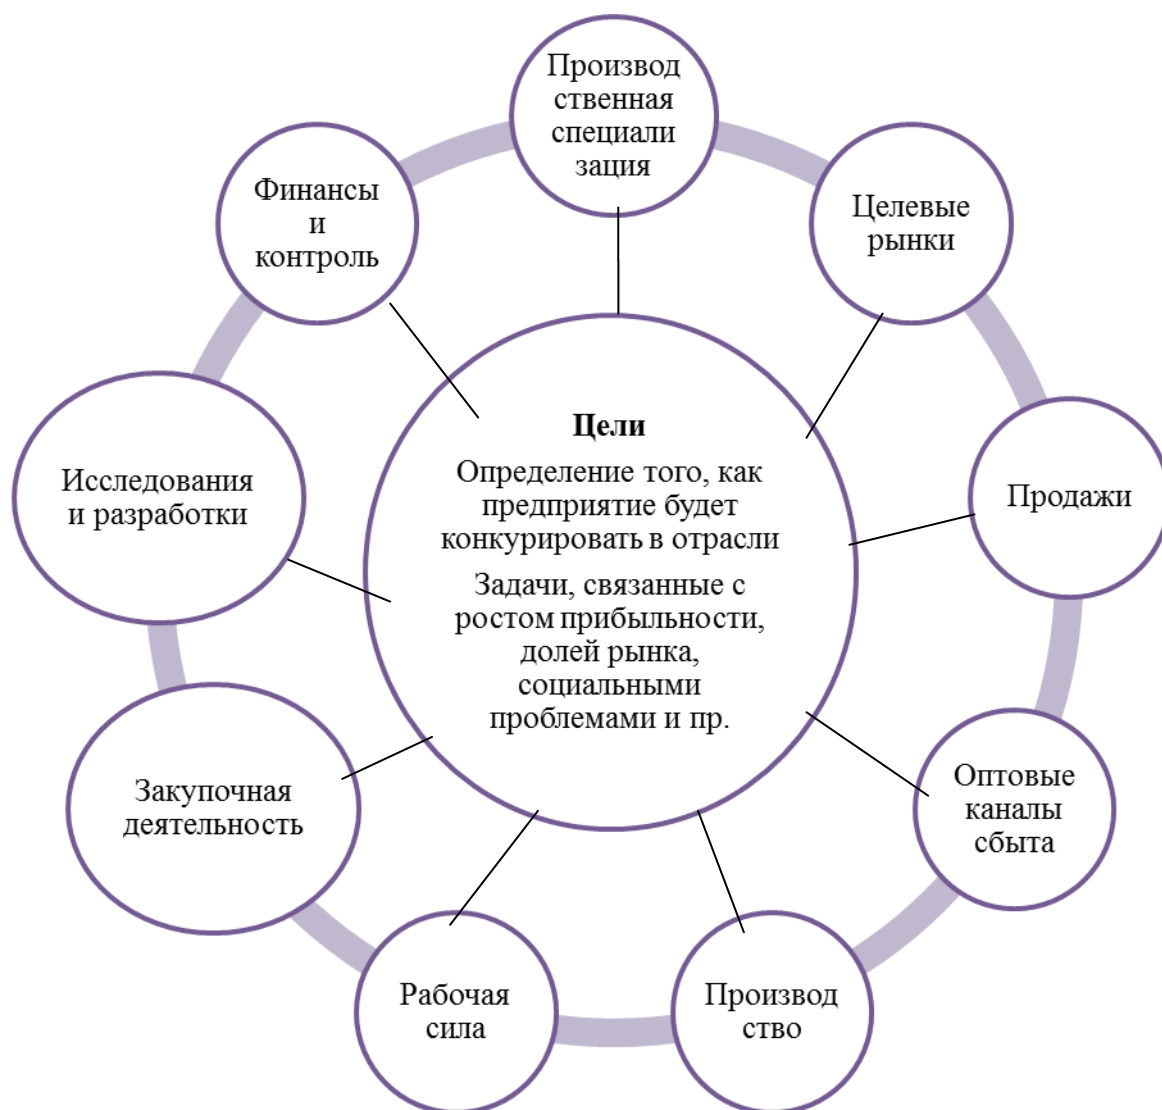 Производ
ственная
специали
зация
Целевые
рынки
Продажи
Оптовые
каналы
сбыта
Производ
ство
Рабочая
сила
Закупочная
деятельность
Исследования
и разработки
Финансы
и
контроль
Цели
Определение того, как
предприятие будет
конкурировать в отрасли
Задачи, связанные с
ростом прибыльности,
долей рынка,
социальными
проблемами и пр.